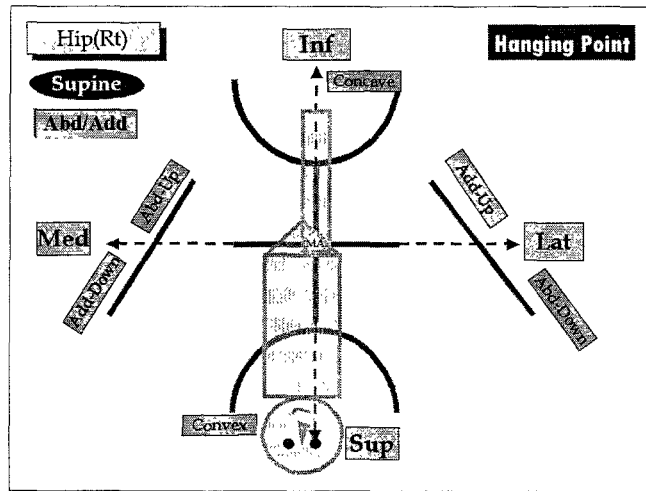 Hip(Rt)
Inf
Hanging Point
Supine
Concave
Abd/Add
Abd-Up
Add-Up
Med
MA
Lat
Add-Down
Abd-Down
Convex
Sup